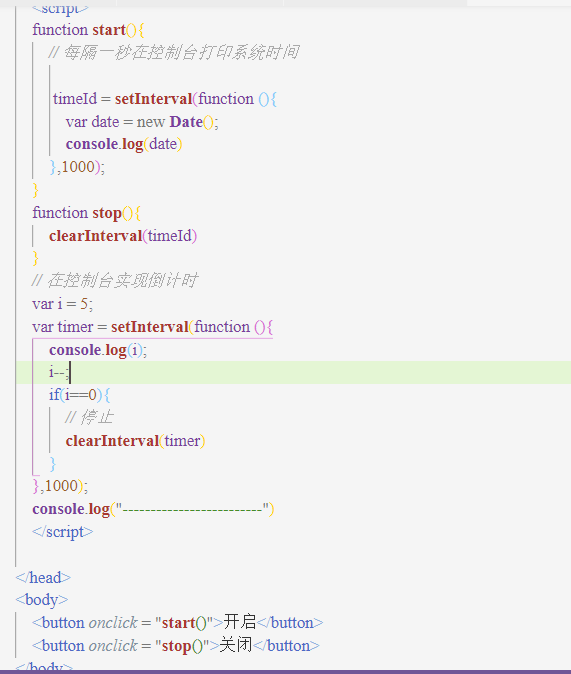 <script>
function start(){
// 每隔一秒在控制台打印系统时间
timeId = setInterval(function (){
var date = new Date();
console.log(date)
},1000);
}
function stop(){
clearInterval(timeId)
}
// 在控制台实现倒计时
var i = 5;
var timer = setInterval(function (){
console.log(i);
i--;
if(i==0){
// 停止
clearInterval(timer)
}
},1000);
console.log("-------------------------")
</script>
</head>
<body>
<button onclick = "start()">开启</button>
<button onclick = "stop()">关闭</button>
</body>